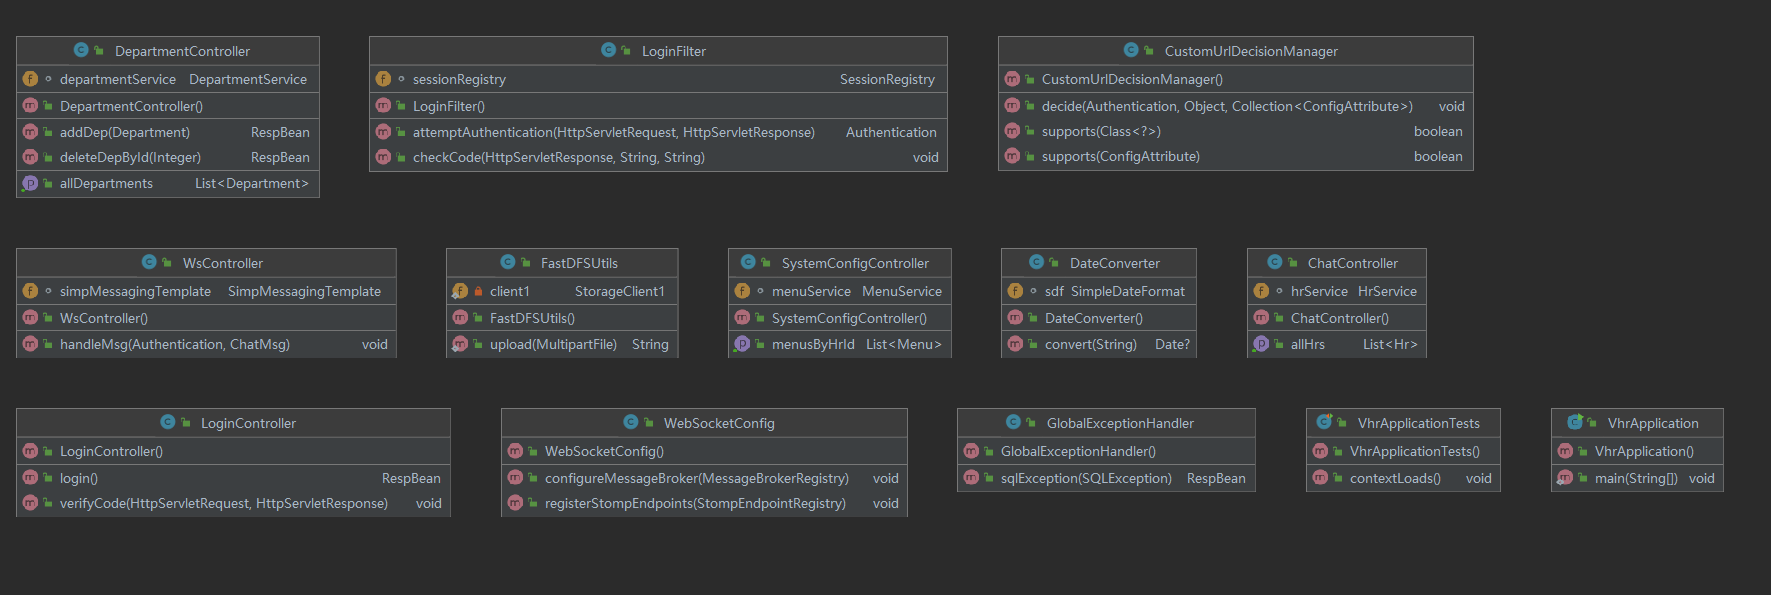 DepartmentController
departmentService DepartmentService
DepartmentController()
addDep(Department) RespBean
deleteDepById(Integer) RespBean
allDepartments List<Department>
LoginFilter
sessionRegistry SessionRegistry
LoginFilter()
attemptAuthentication(HttpServletRequest, HttpServletResponse) Authentication
checkCode(HttpServletResponse, String, String) void
CustomUrlDecisionManager
CustomUrlDecisionManager()
decide(Authentication, Object, Collection<ConfigAttribute>) void
supports(Class<?>) boolean
supports(ConfigAttribute) boolean
WsController
simpMessagingTemplate SimpMessagingTemplate
WsController()
handleMsg(Authentication, ChatMsg) void
FastDFSUtils
client1 StorageClient1
FastDFSUtils()
upload(MultipartFile) String
SystemConfigController
menuService MenuService
SystemConfigController()
menusByHrId List<Menu>
DateConverter
sdf SimpleDateFormat
DateConverter()
convert(String) Date?
ChatController
hrService HrService
ChatController()
allHrs List<Hr>
LoginController
LoginController()
login() RespBean
verifyCode(HttpServletRequest, HttpServletResponse) void
WebSocketConfig
WebSocketConfig()
configureMessageBroker(MessageBrokerRegistry) void
registerStompEndpoints(StompEndpointRegistry) void
GlobalExceptionHandler
GlobalExceptionHandler()
sqlException(SQLException) RespBean
VhrApplicationTests
VhrApplicationTests()
contextLoads() void
VhrApplication
VhrApplication()
main(String[]) void